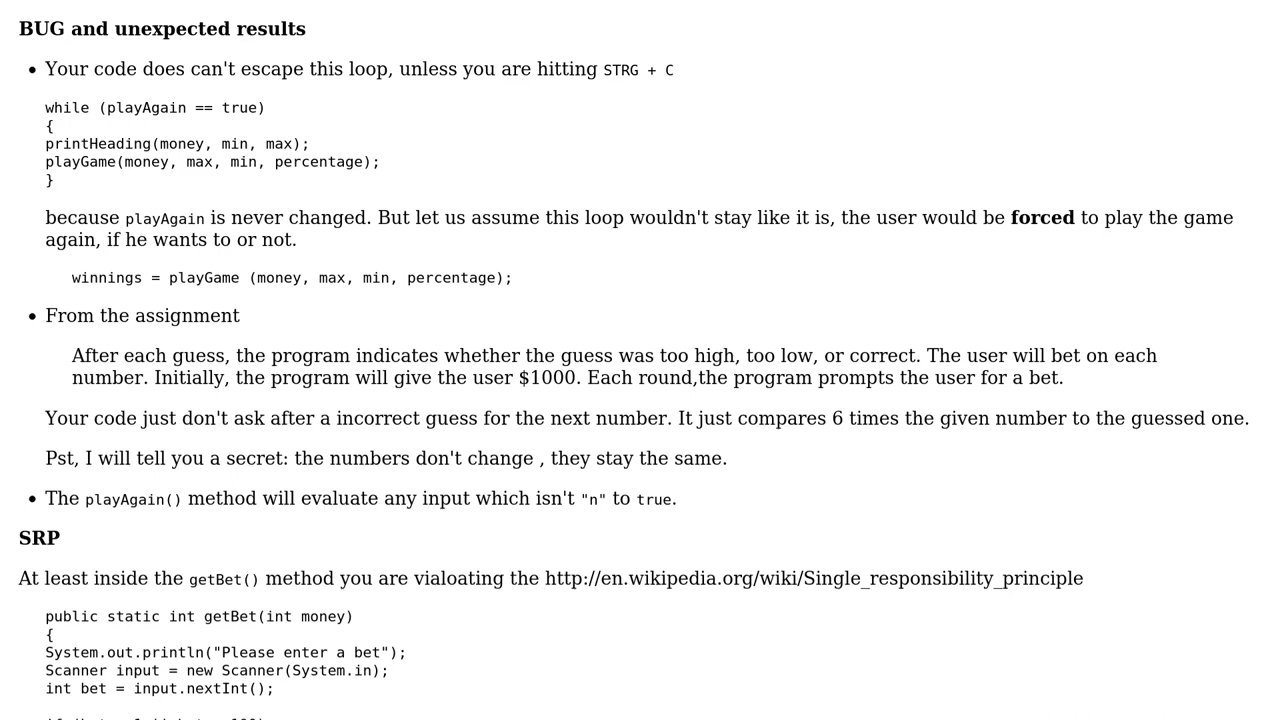 BUG and unexpected results
Your code does can't escape this loop, unless you are hitting STRG + C
while (playAgain == true)
{
printHeading(money, min, max);
playGame(money, max, min, percentage);
}
because playAgain is never changed. But let us assume this loop wouldn't stay like it is, the user would be forced to play the game
again, if he wants to or not.
winnings = playGame (money, max, min, percentage);
From the assignment
After each guess, the program indicates whether the guess was too high, too low, or correct. The user will bet on each
number. Initially, the program will give the user $1000. Each round,the program prompts the user for a bet.
Your code just don't ask after a incorrect guess for the next number. It just compares 6 times the given number to the guessed one.
Pst, I will tell you a secret: the numbers don't change , they stay the same.
The playAgain() method will evaluate any input which isn't "n" to true.
SRP
At least inside the getBet() method you are vialoating the http://en.wikipedia.org/wiki/Single_responsibility_principle
public static int getBet(int money)
{
System.out.println("Please enter a bet");
Scanner input = new Scanner(System.in);
int bet = input.nextInt();